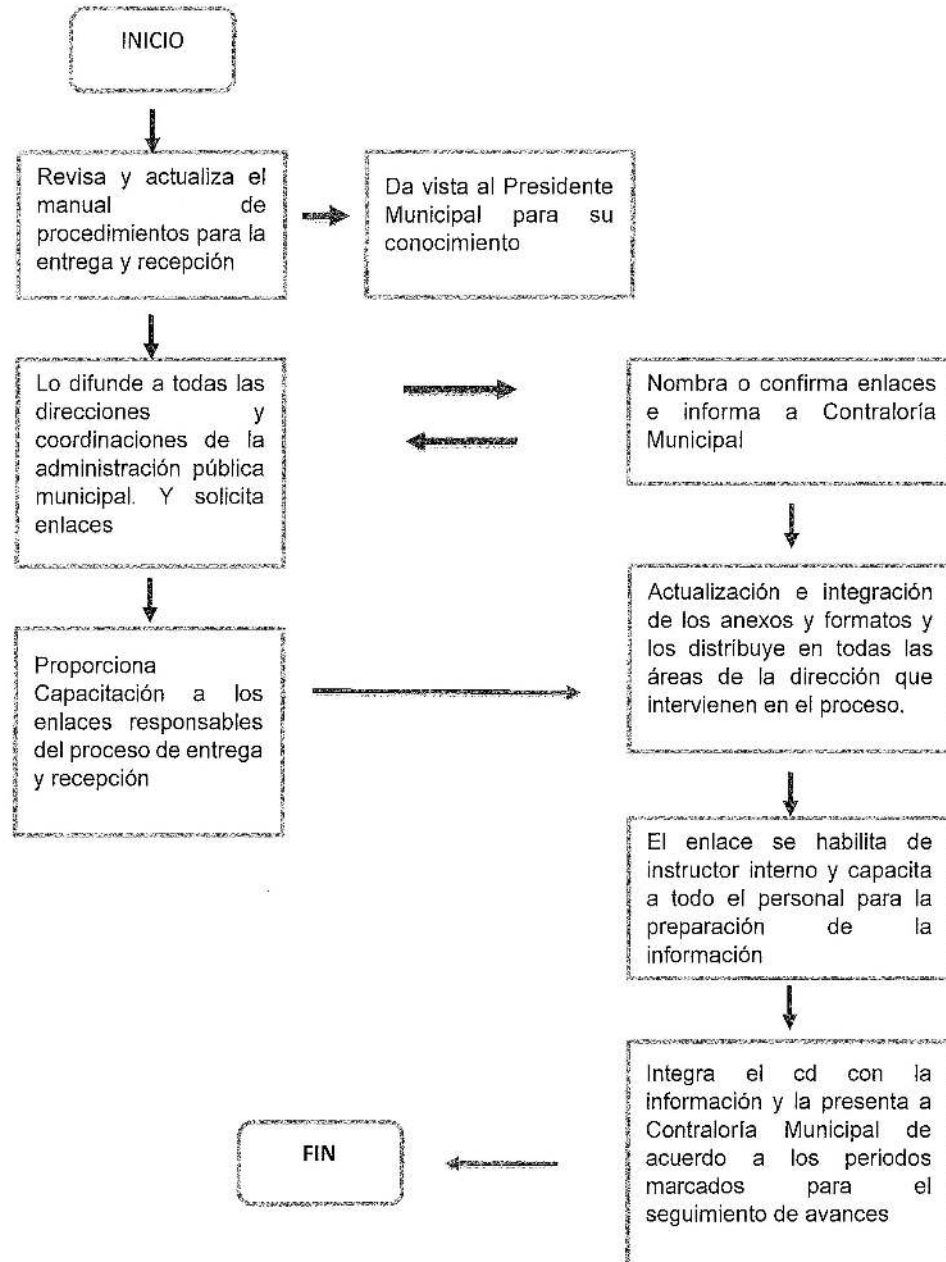 INICIO
Revisa y actualiza el
manual de
procedimientos para la
entrega y recepción
Da vista al Presidente
Municipal para su
conocimiento
Lo difunde a todas las
direcciones y
coordinaciones de la
administración pública
municipal. Y solicita
enlaces
Nombra o confirma enlaces
e informa a Contraloría
Municipal
Proporciona
Capacitación a los
enlaces responsables
del proceso de entrega
y recepción
Actualización e integración
de los anexos y formatos y
los distribuye en todas las
áreas de la dirección que
intervienen en el proceso.
El enlace se habilita de
instructor interno y capacita
a todo el personal para la
preparación de la
información
Integra el cd con la
información y la presenta a
Contraloría Municipal de
acuerdo a los periodos
marcados para el
seguimiento de avances
FIN